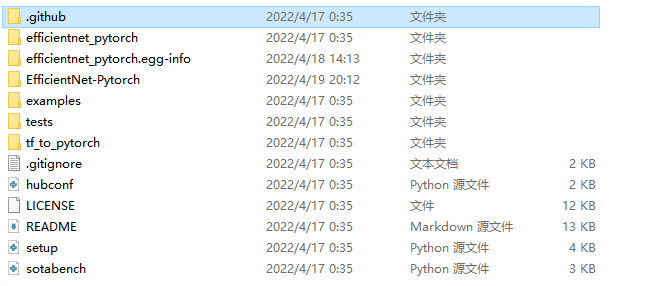 .github 2022/4/17 0:35 文件夹
efficientnet_pytorch 2022/4/17 0:35 文件夹
efficientnet_pytorch.egg-info 2022/4/18 14:13 文件夹
EfficientNet-Pytorch 2022/4/19 20:12 文件夹
examples 2022/4/17 0:35 文件夹
tests 2022/4/17 0:35 文件夹
tf_to_pytorch 2022/4/17 0:35 文件夹
.gitignore 2022/4/17 0:35 文本文档 2 KB
hubconf 2022/4/17 0:35 Python 源文件 2 KB
LICENSE 2022/4/17 0:35 文件 12 KB
README 2022/4/17 0:35 Markdown 源文件 13 KB
setup 2022/4/17 0:35 Python 源文件 4 KB
sotabench 2022/4/17 0:35 Python 源文件 3 KB